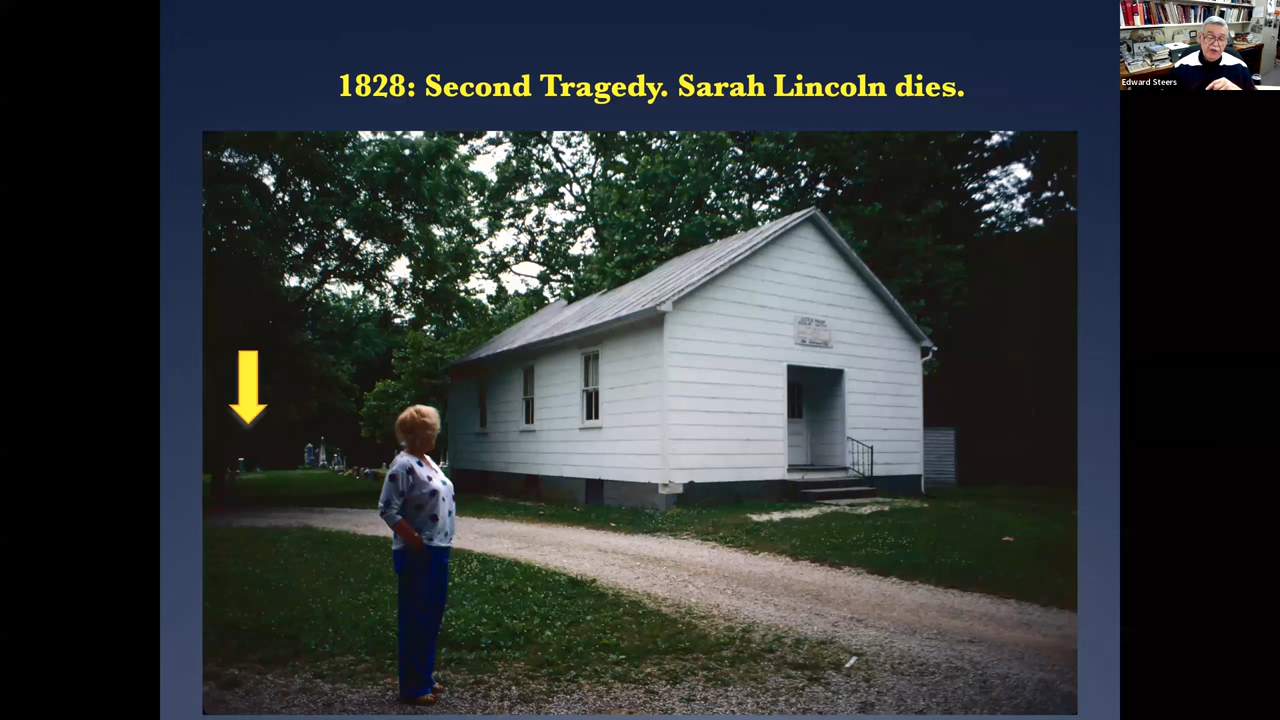 1828: Second Tragedy. Sarah Lincoln dies.
Edward Steers